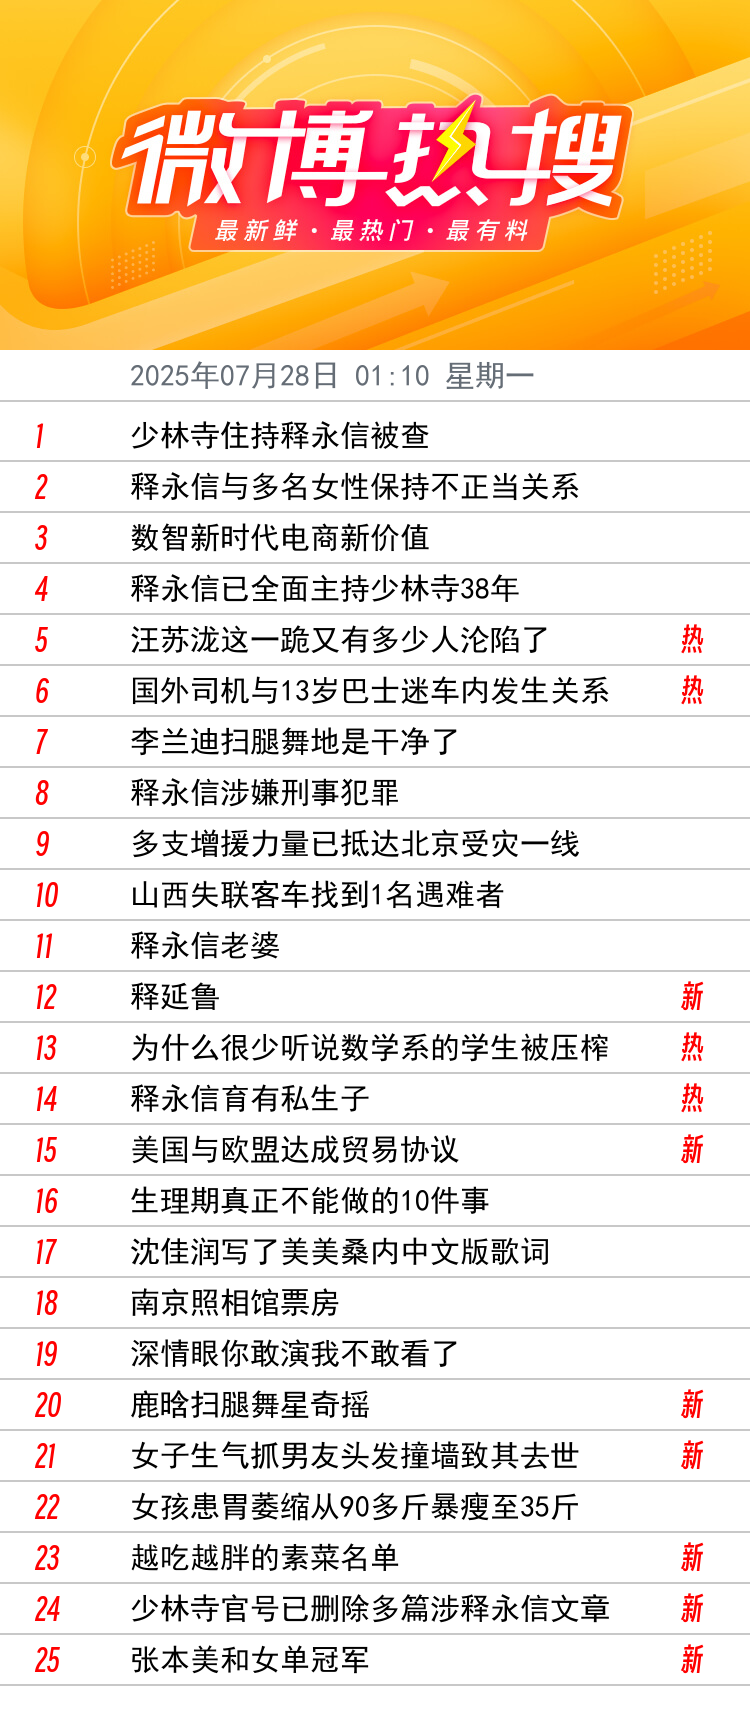 微博热搜
最新鲜·最热门·最有料
2025年07月28日 01:10 星期一
1 少林寺住持释永信被查
2 释永信与多名女性保持不正当关系
3 数智新时代电商新价值
4 释永信已全面主持少林寺38年
5 汪苏泷这一跪又有多少人沦陷了 热
6 国外司机与13岁巴士迷车内发生关系 热
7 李兰迪扫腿舞地是干净了
8 释永信涉嫌刑事犯罪
9 多支增援力量已抵达北京受灾一线
10 山西失联客车找到1名遇难者
11 释永信老婆
12 释延鲁 新
13 为什么很少听说数学系的学生被压榨 热
14 释永信育有私生子 热
15 美国与欧盟达成贸易协议 新
16 生理期真正不能做的10件事
17 沈佳润写了美美桑内中文版歌词
18 南京照相馆票房
19 深情眼你敢演我不敢看了
20 鹿晗扫腿舞星奇摇 新
21 女子生气抓男友头发撞墙致其去世 新
22 女孩患胃萎缩从90多斤暴瘦至35斤
23 越吃越胖的素菜名单 新
24 少林寺官号已删除多篇涉释永信文章 新
25 张本美和女单冠军 新